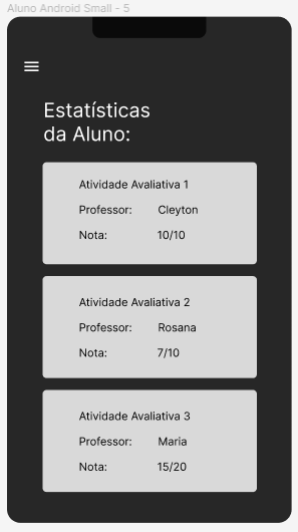 Aluno Android Small - 5
Estatísticas
da Aluno:
Atividade Avaliativa 1
Professor: Cleyton
Nota: 10/10
Atividade Avaliativa 2
Professor: Rosana
Nota: 7/10
Atividade Avaliativa 3
Professor: Maria
Nota: 15/20